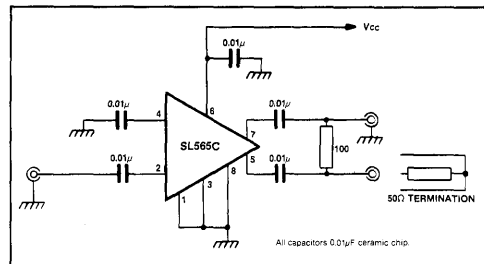 Vcc
0.01µ
6
0.01µ
4
0.01µ
7
SL565C
100
0.01µ
2
5
0.01µ
8
3
1
50Ω TERMINATION
All capacitors 0.01µF ceramic chip.